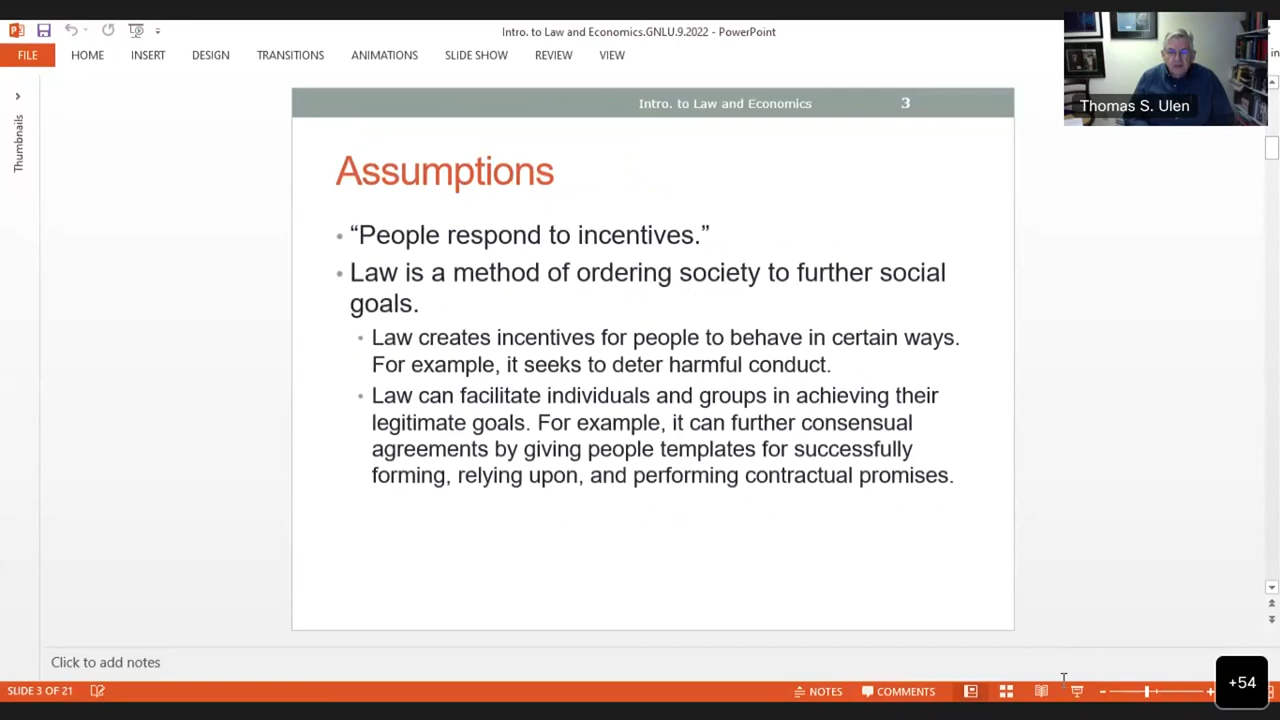 Intro. to Law and Economics.GNLU.9.2022 - PowerPoint
FILE HOME INSERT DESIGN TRANSITIONS ANIMATIONS SLIDE SHOW REVIEW VIEW
in
Thomas S. Ulen
Thumbnails
Intro. to Law and Economics 3
Assumptions
• “People respond to incentives.”
• Law is a method of ordering society to further social
goals.
• Law creates incentives for people to behave in certain ways.
For example, it seeks to deter harmful conduct.
• Law can facilitate individuals and groups in achieving their
legitimate goals. For example, it can further consensual
agreements by giving people templates for successfully
forming, relying upon, and performing contractual promises.
Click to add notes
SLIDE 3 OF 21 NOTES COMMENTS
+54